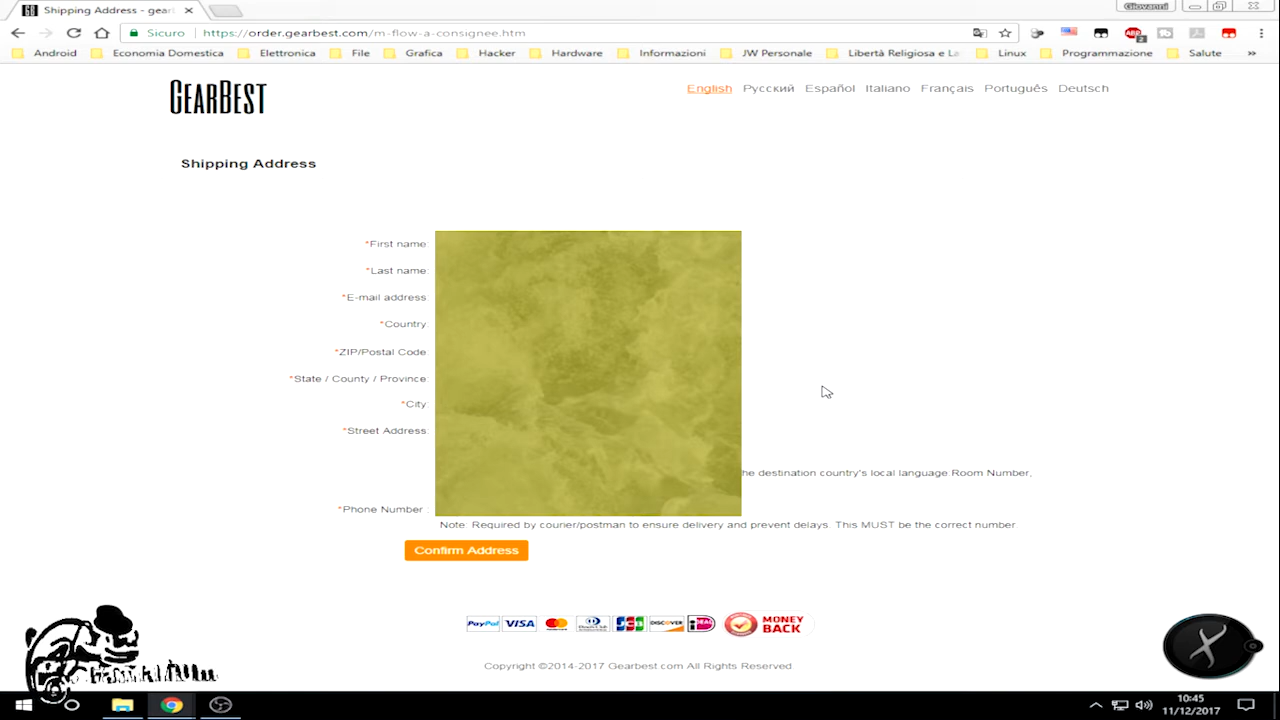 Shipping Address - gear
Giovanni
Sicuro https://order.gearbest.com/m-flow-a-consignee.htm
Android Economia Domestica Elettronica File Grafica Hacker Hardware Informazioni JW Personale Libertà Religiosa e La Linux Programmazione Salute »
GEARBEST
English Русский Español Italiano Français Português Deutsch
Shipping Address
*First name:
*Last name:
*E-mail address:
*Country:
*ZIP/Postal Code:
*State / County / Province:
*City:
*Street Address:
he destination country's local language Room Number,
*Phone Number :
Note: Required by courier/postman to ensure delivery and prevent delays. This MUST be the correct number.
Confirm Address
PayPal VISA JCB DISCOVER MONEY BACK
Copyright ©2014-2017 Gearbest.com All Rights Reserved
10:45
11/12/2017